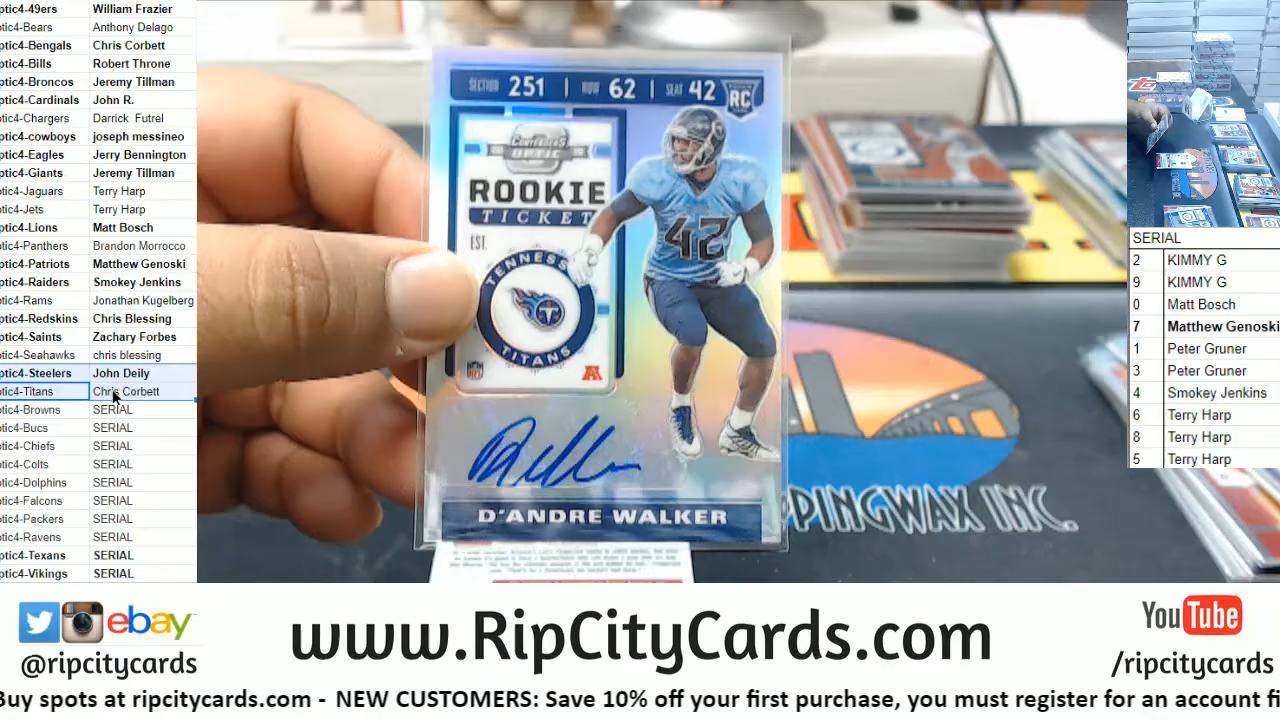 ptic4-49ers William Frazier
ptic4-Bears Anthony Delago
ptic4-Bengals Chris Corbett
ptic4-Bills Robert Throne
ptic4-Broncos Jeremy Tillman
ptic4-Cardinals John R.
ptic4-Chargers Darrick Futrel
ptic4-cowboys joseph messineo
ptic4-Eagles Jerry Bennington
ptic4-Giants Jeremy Tillman
ptic4-Jaguars Terry Harp
ptic4-Jets Terry Harp
ptic4-Lions Matt Bosch
ptic4-Panthers Brandon Morrocco
ptic4-Patriots Matthew Genoski
ptic4-Raiders Smokey Jenkins
ptic4-Rams Jonathan Kugelberg
ptic4-Redskins Chris Blessing
ptic4-Saints Zachary Forbes
ptic4-Seahawks chris blessing
ptic4-Steelers John Deily
ptic4-Titans Chris Corbett
ptic4-Browns SERIAL
ptic4-Bucs SERIAL
ptic4-Chiefs SERIAL
ptic4-Colts SERIAL
ptic4-Dolphins SERIAL
ptic4-Falcons SERIAL
ptic4-Packers SERIAL
ptic4-Ravens SERIAL
ptic4-Texans SERIAL
ptic4-Vikings SERIAL
SECTION 251 | ROW 62 | SEAT 42 RC
CONTENDERS
OPTIC
ROOKIE
TICKET
EST.
TENNESS
TITANS
NFL
A
42
D'ANDRE WALKER
PPINGWAX INC.
SERIAL
2 KIMMY G
9 KIMMY G
0 Matt Bosch
7 Matthew Genoski
1 Peter Gruner
3 Peter Gruner
4 Smokey Jenkins
6 Terry Harp
8 Terry Harp
5 Terry Harp
ebay
@ripcitycards
www.RipCityCards.com
YouTube
/ripcitycards
Buy spots at ripcitycards.com - NEW CUSTOMERS: Save 10% off your first purchase, you must register for an account fi